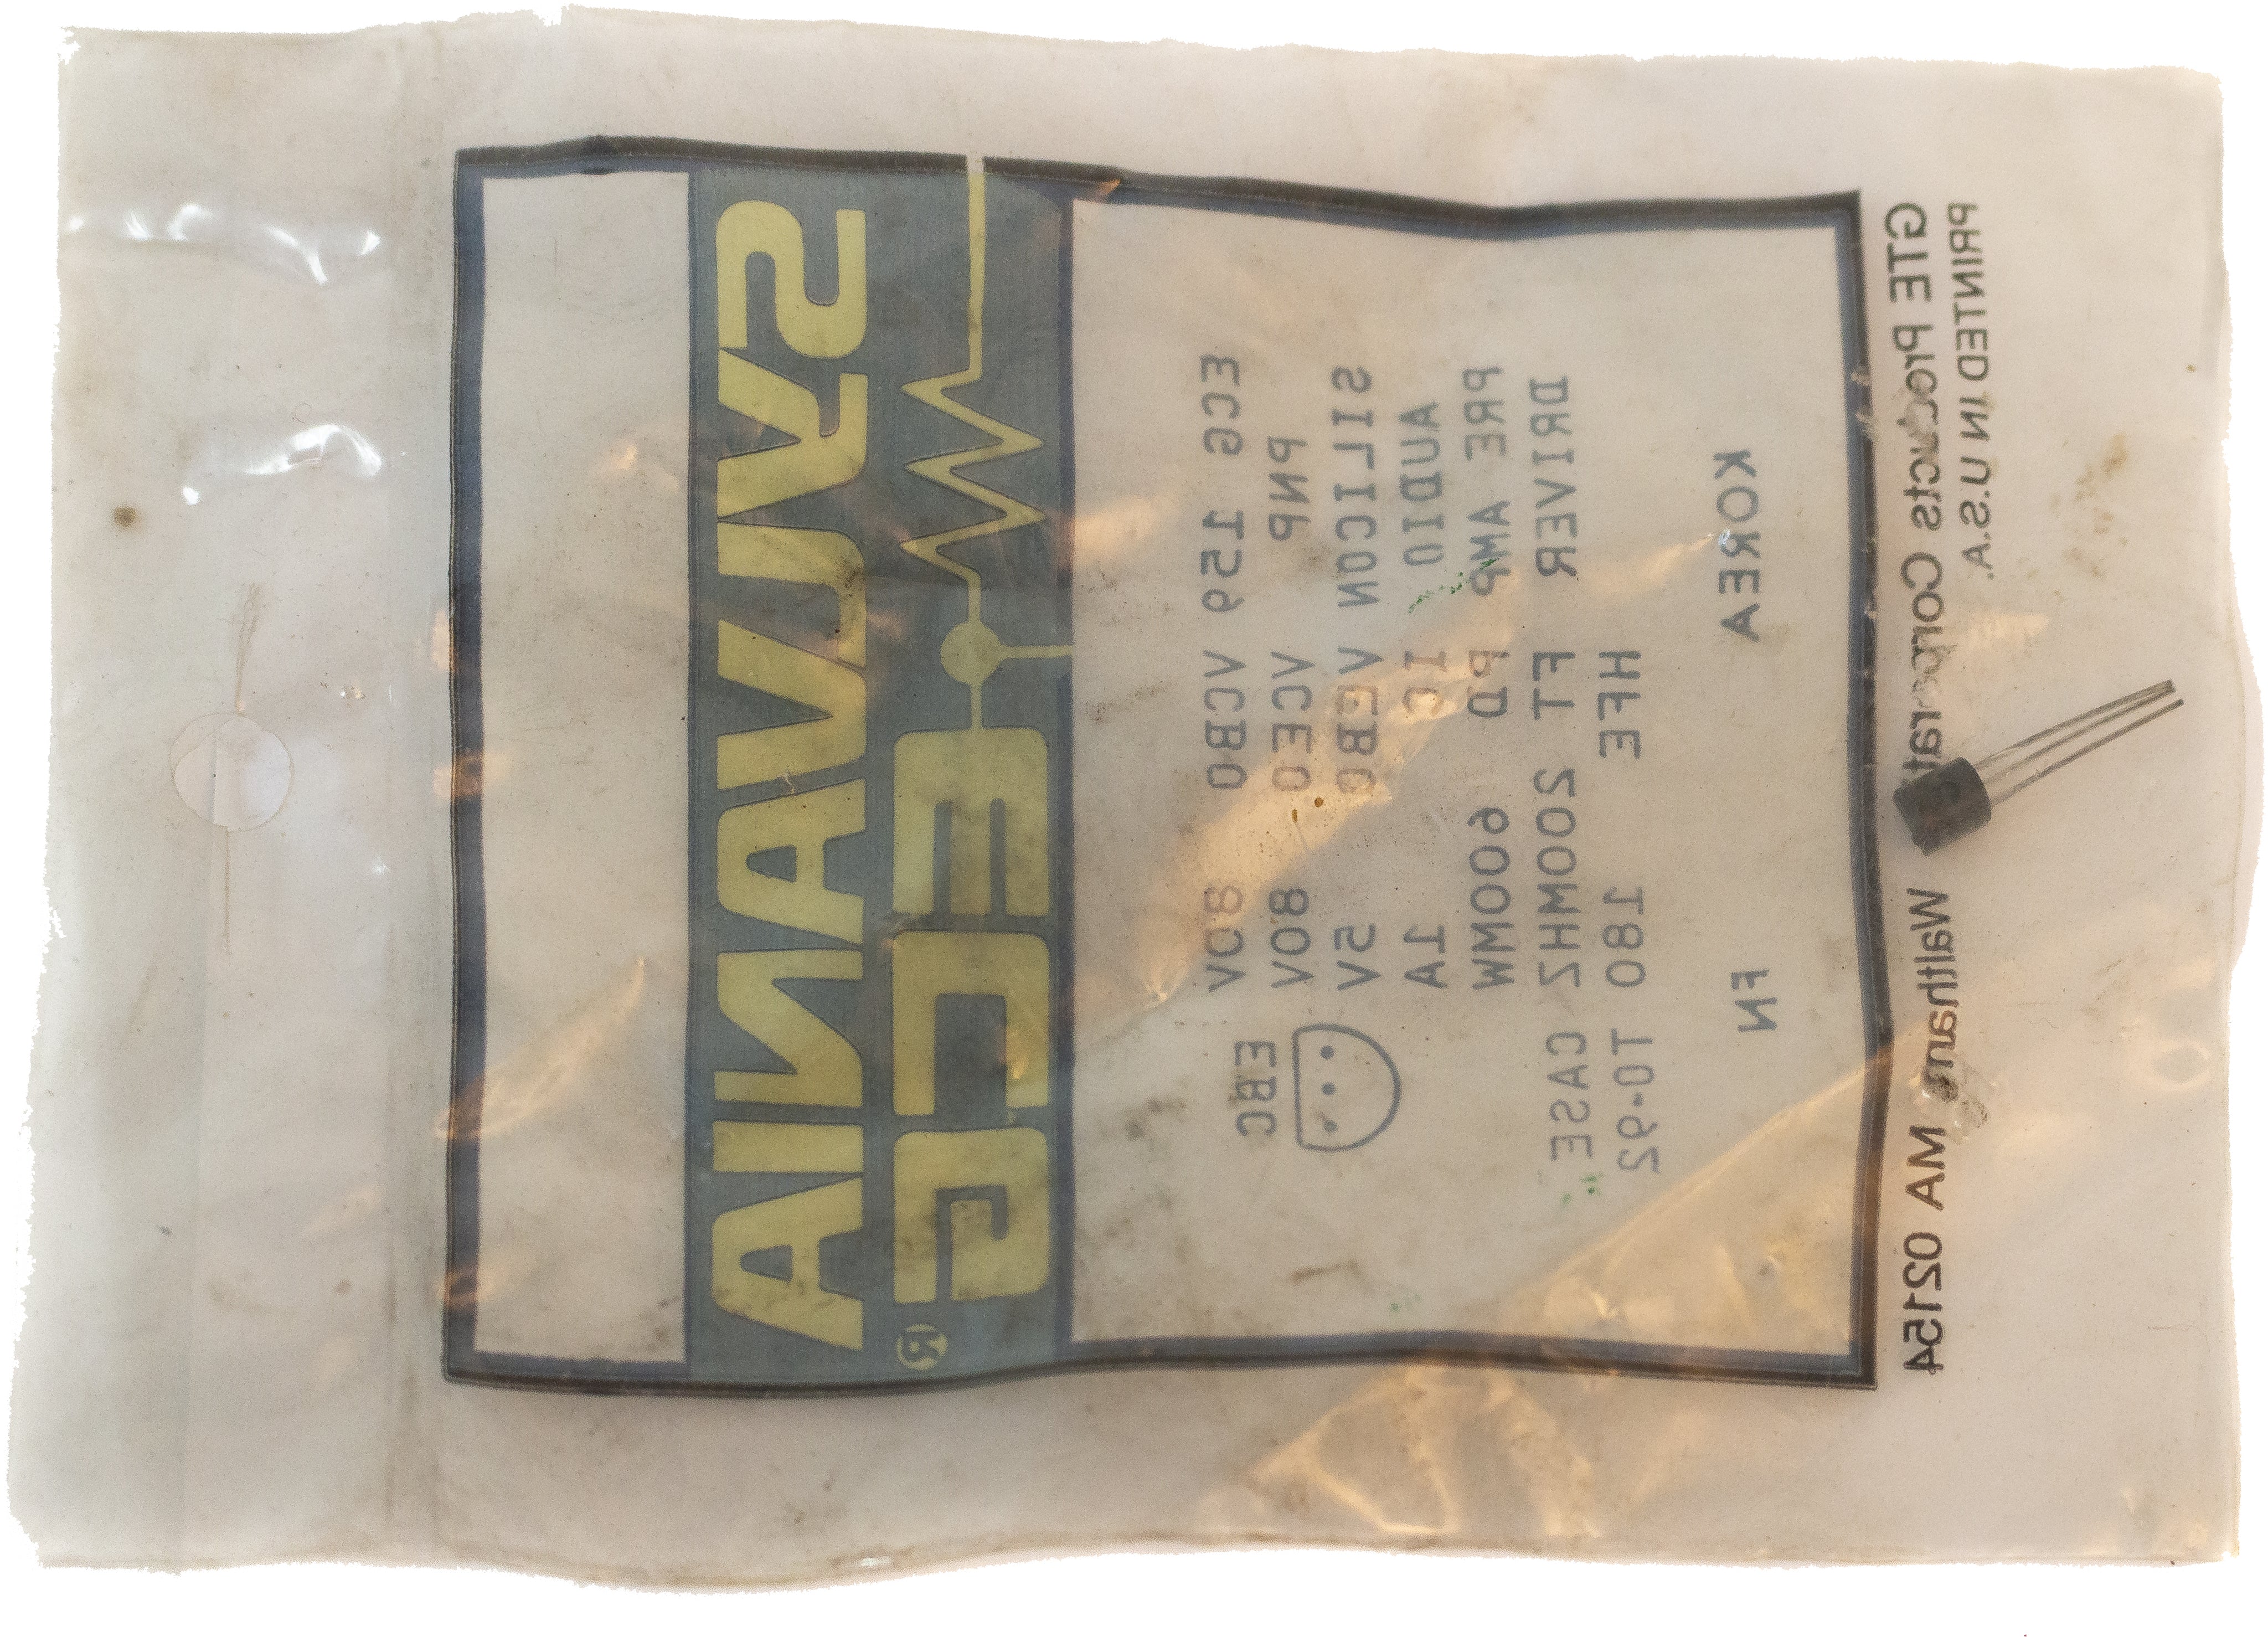 SYLVANIA
ECG®
ECG 159 VCBO 80V
EBC
PNP VCEO 80V
SILICON VEBO 5V
AUDIO IC 1A
PRE AMP PD 600MW
DRIVER FT 200MHZ CASE
HFE 180 TO-92
KOREA FN
GTE Products Corporation Waltham MA 02154
PRINTED IN U.S.A.